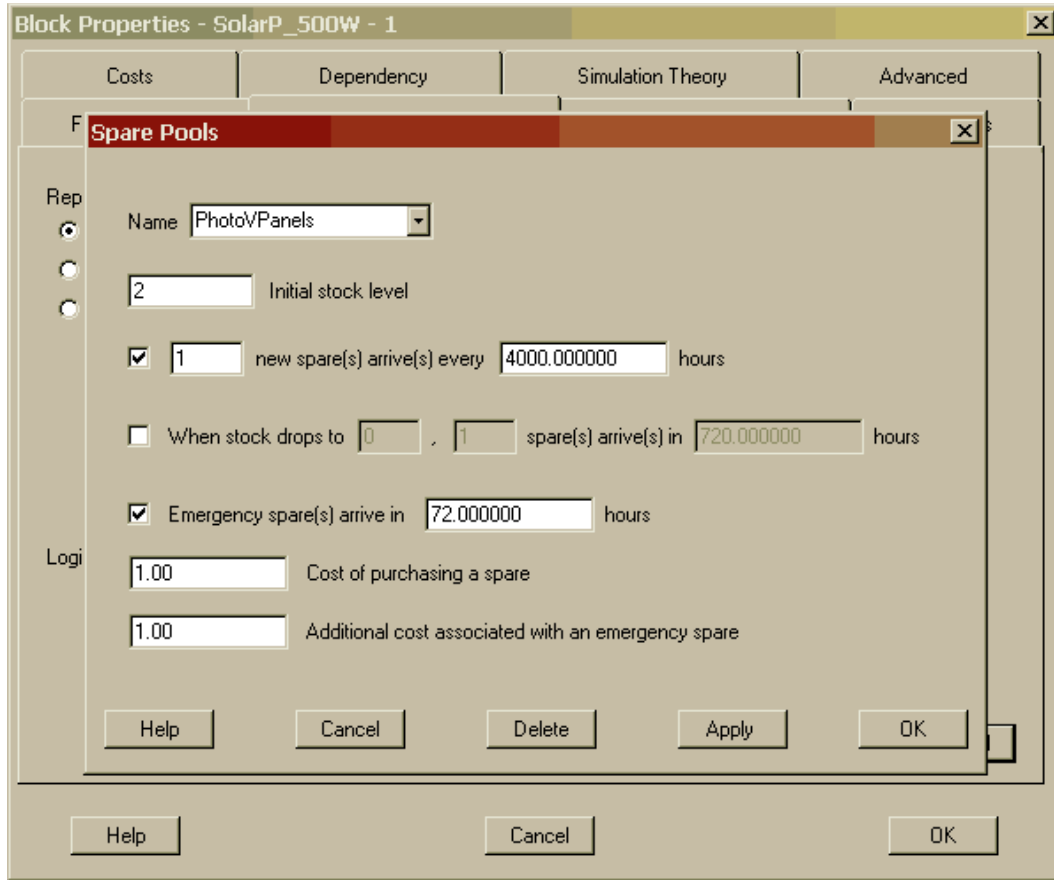 Block Properties - SolarP_500W - 1
Costs Dependency Simulation Theory Advanced
Spare Pools
Rep
Name PhotoVPanels
2 Initial stock level
1 new spare(s) arrive(s) every 4000.000000 hours
When stock drops to 0 , 1 spare(s) arrive(s) in 720.000000 hours
Emergency spare(s) arrive in 72.000000 hours
Logi
1.00 Cost of purchasing a spare
1.00 Additional cost associated with an emergency spare
Help Cancel Delete Apply OK
Help Cancel OK